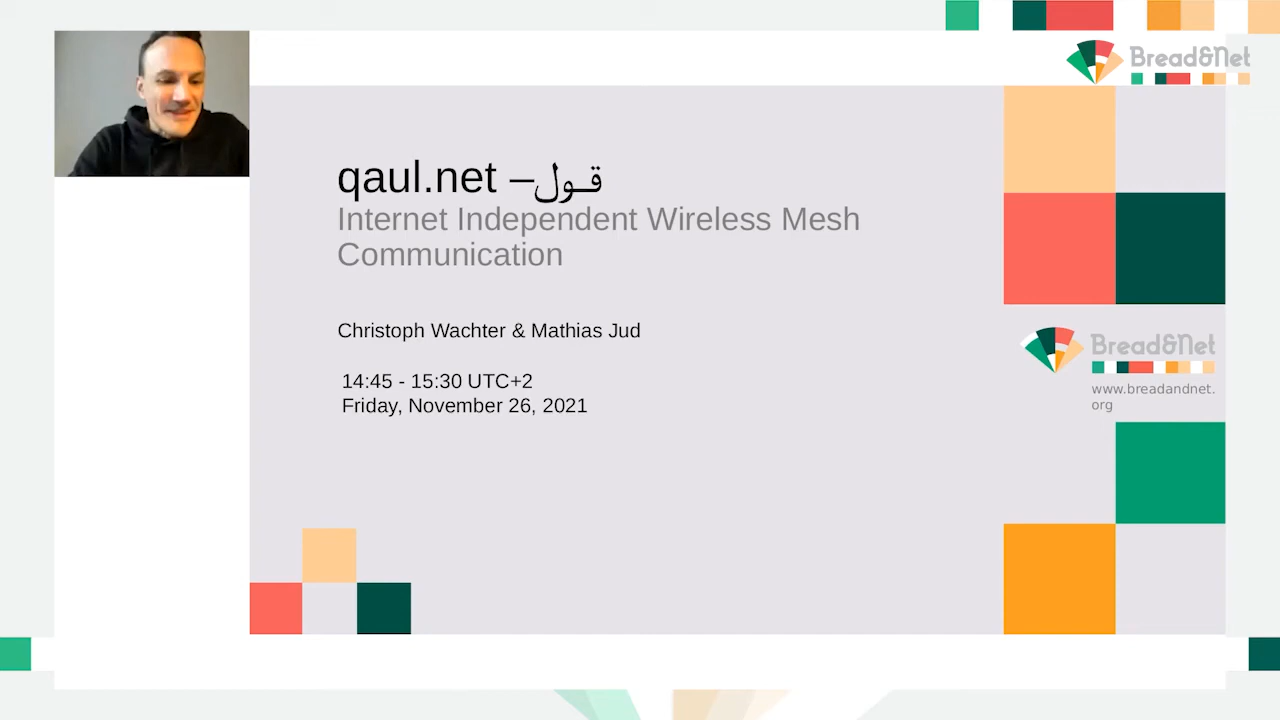 Bread&Net
qaul.net – قـول
Internet Independent Wireless Mesh
Communication
Christoph Wachter & Mathias Jud
14:45 - 15:30 UTC+2
Friday, November 26, 2021
Bread&Net
www.breadandnet.
org